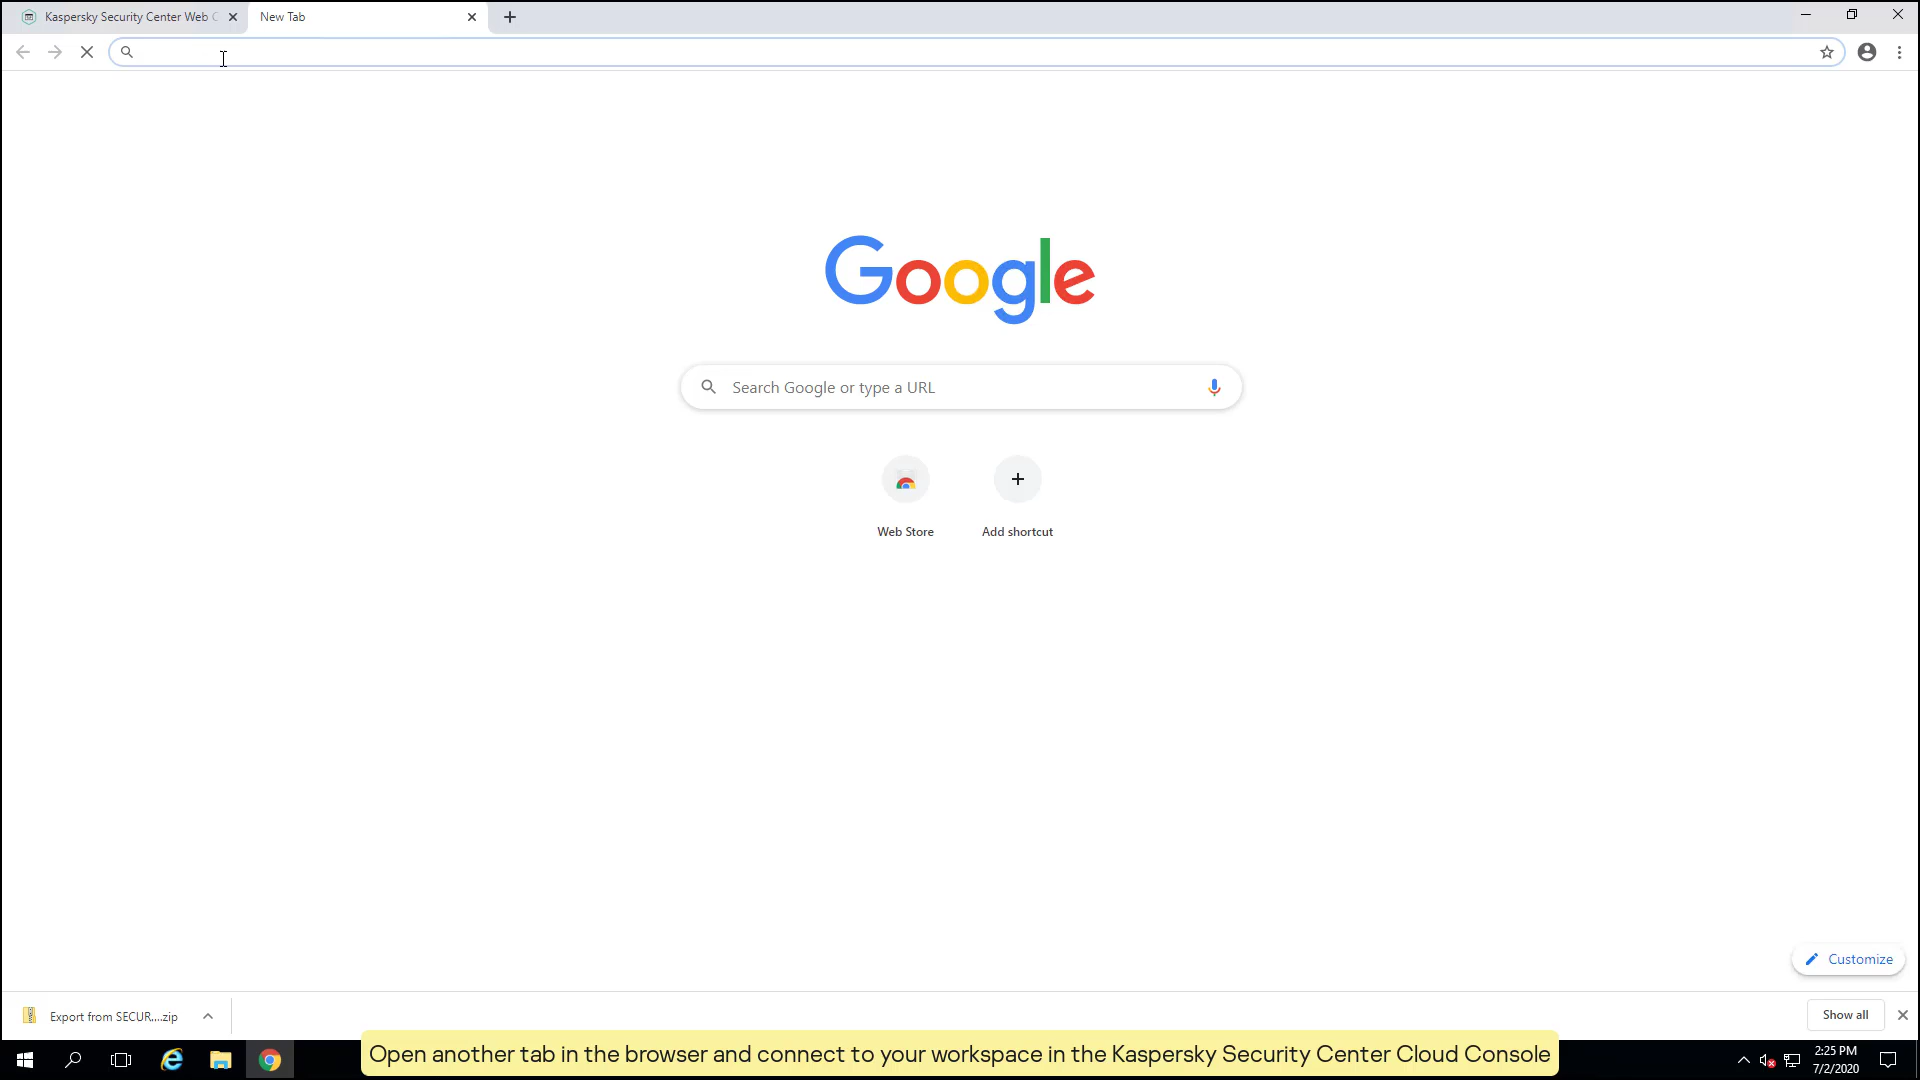 Kaspersky Security Center Web C
New Tab
Google
Search Google or type a URL
Web Store
Add shortcut
Customize
Export from SECUR....zip
Show all
Open another tab in the browser and connect to your workspace in the Kaspersky Security Center Cloud Console
2:25 PM
7/2/2020